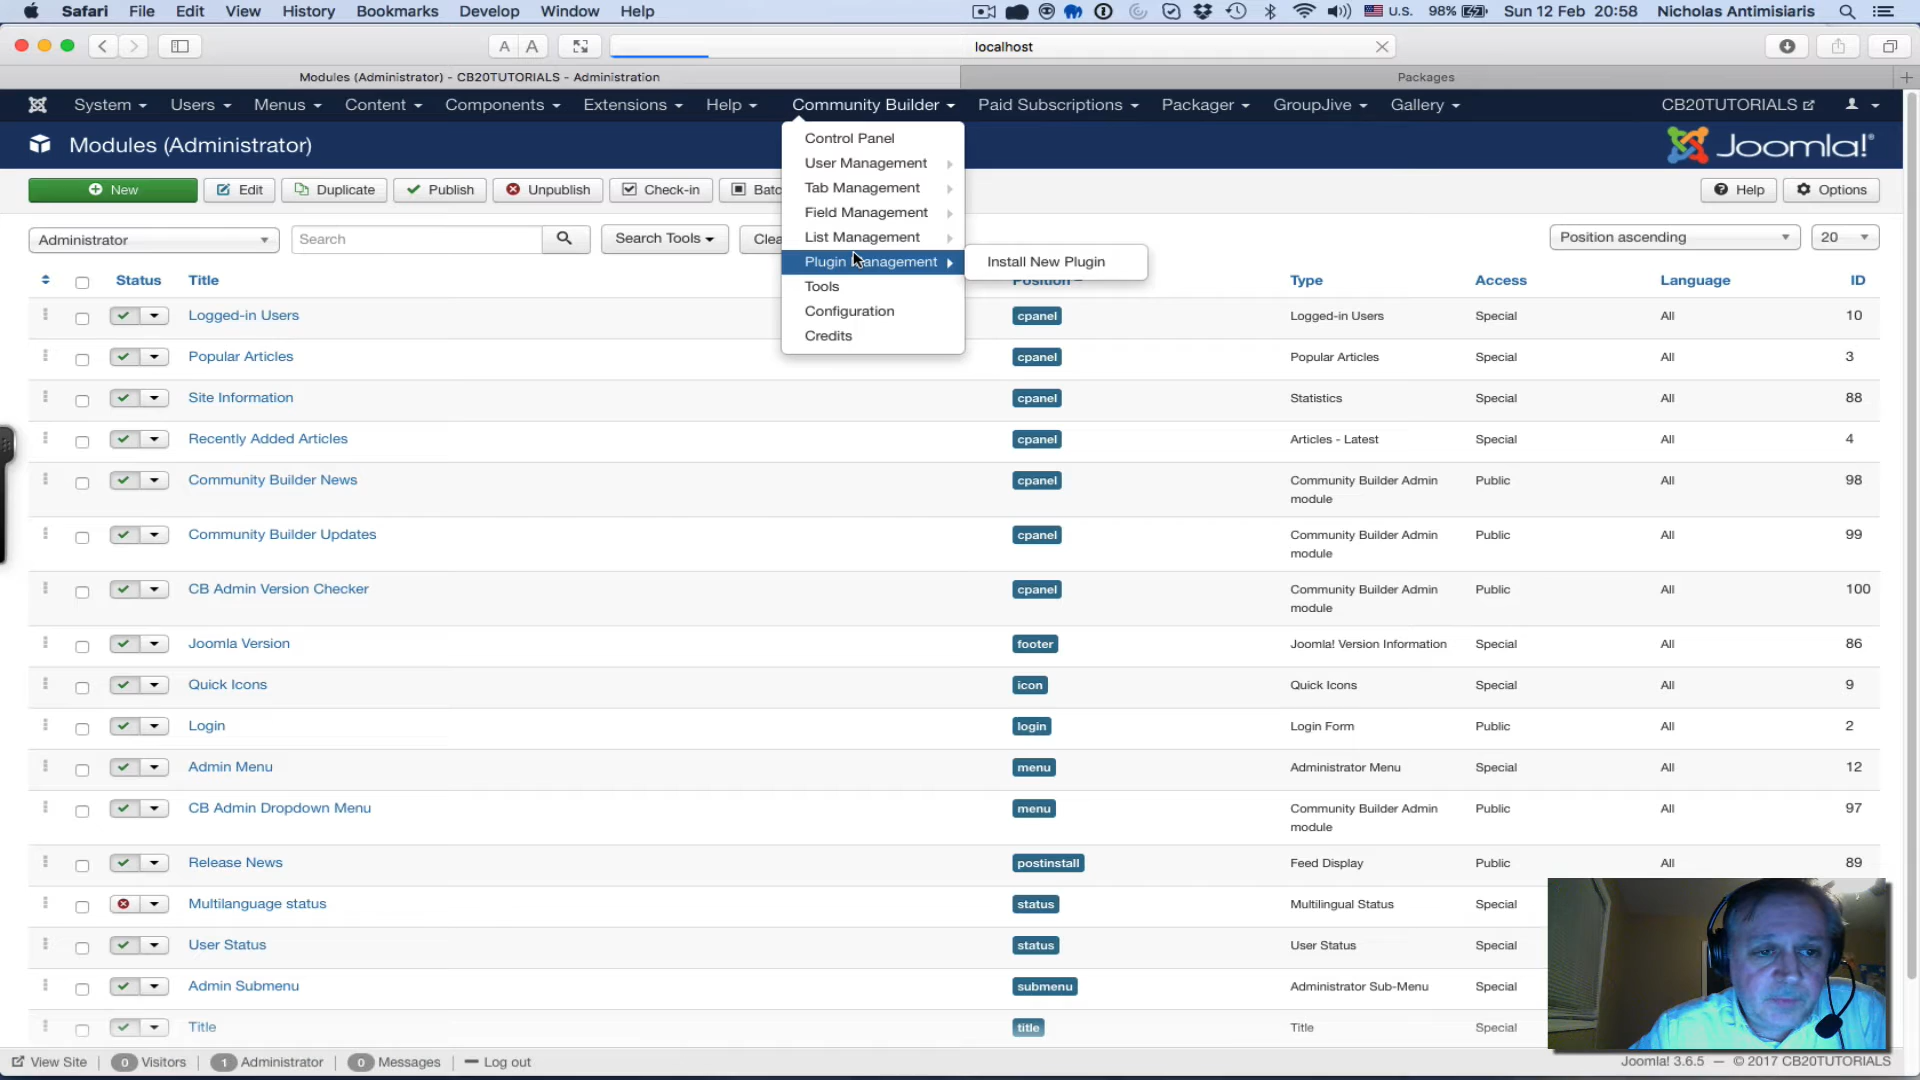 Safari File Edit View History Bookmarks Develop Window Help U.S. 98% Sun 12 Feb 20:58 Nicholas Antimisiaris
A A localhost
Modules (Administrator) - CB20TUTORIALS - Administration Packages
System Users Menus Content Components Extensions Help Community Builder Paid Subscriptions Packager GroupJive Gallery CB20TUTORIALS
Modules (Administrator) Joomla!®
New Edit Duplicate Publish Unpublish Check-in Batc Help Options
Administrator Search Search Tools Clea Position ascending 20
Control Panel
User Management
Tab Management
Field Management
List Management
Plugin Management Install New Plugin
Tools
Configuration
Credits
Status Title Position Type Access Language ID
Logged-in Users cpanel Logged-in Users Special All 10
Popular Articles cpanel Popular Articles Special All 3
Site Information cpanel Statistics Special All 88
Recently Added Articles cpanel Articles - Latest Special All 4
Community Builder News cpanel Community Builder Admin Public All 98
module
Community Builder Updates cpanel Community Builder Admin Public All 99
module
CB Admin Version Checker cpanel Community Builder Admin Public All 100
module
Joomla Version footer Joomla! Version Information Special All 86
Quick Icons icon Quick Icons Special All 9
Login login Login Form Public All 2
Admin Menu menu Administrator Menu Special All 12
CB Admin Dropdown Menu menu Community Builder Admin Public All 97
module
Release News postinstall Feed Display Public All 89
Multilanguage status status Multilingual Status Special
User Status status User Status Special
Admin Submenu submenu Administrator Sub-Menu Special
Title title Title Special
View Site 0 Visitors 1 Administrator 0 Messages Log out Joomla! 3.6.5 — © 2017 CB20TUTORIALS